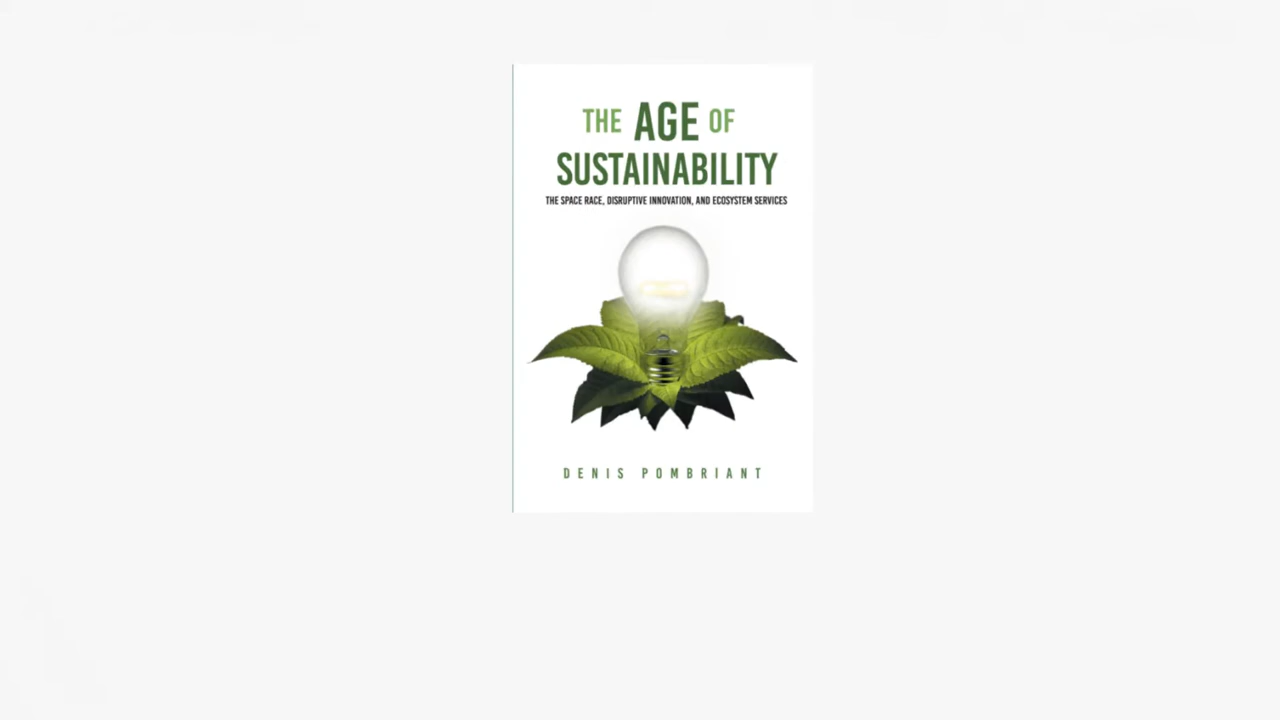 THE AGE OF
SUSTAINABILITY
THE SPACE RACE, DISRUPTIVE INNOVATION, AND ECOSYSTEM SERVICES
DENIS POMBRIANT